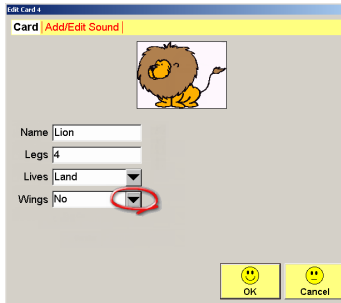 Edit Card 4
Card Add/Edit Sound
Name Lion
Legs 4
Lives Land
Wings No
OK Cancel